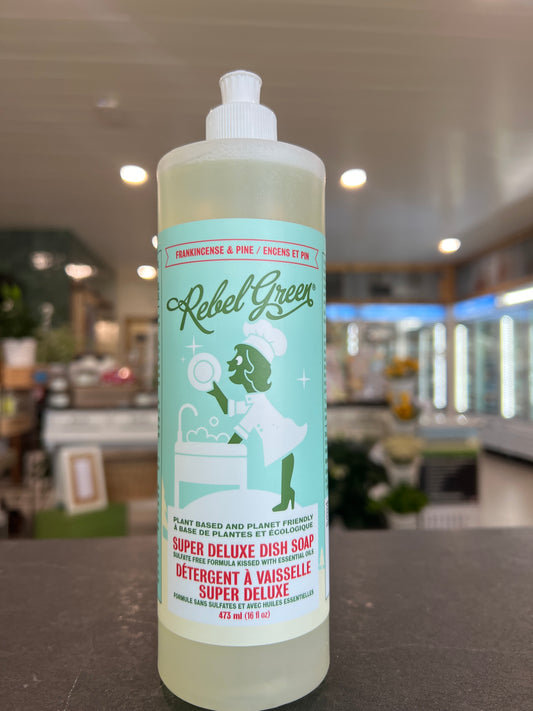 FRANKINCENSE & PINE / ENCENS ET PIN
Rebel Green®
PLANT BASED AND PLANET FRIENDLY
À BASE DE PLANTES ET ÉCOLOGIQUE
SUPER DELUXE DISH SOAP
SULFATE FREE FORMULA KISSED WITH ESSENTIAL OILS
DÉTERGENT À VAISSELLE
SUPER DELUXE
FORMULE SANS SULFATES ET AVEC HUILES ESSENTIELLES
473 ml (16 fl oz)